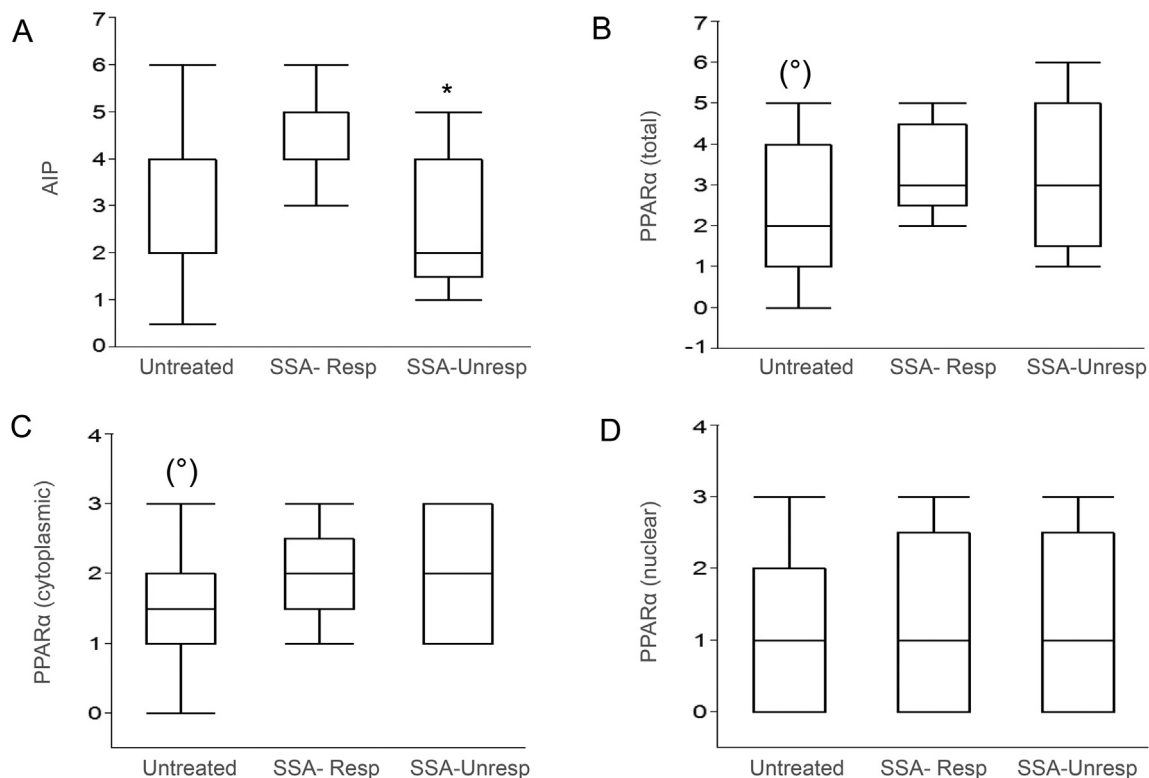 A
AIP
7
6
5
4
3
2
1
0
*
Untreated SSA- Resp SSA-Unresp
B
PPARα (total)
7
6
5
4
3
2
1
0
-1
(°)
Untreated SSA- Resp SSA-Unresp
C
PPARα (cytoplasmic)
4
3
2
1
0
(°)
Untreated SSA- Resp SSA-Unresp
D
PPARα (nuclear)
4
3
2
1
0
Untreated SSA- Resp SSA-Unresp